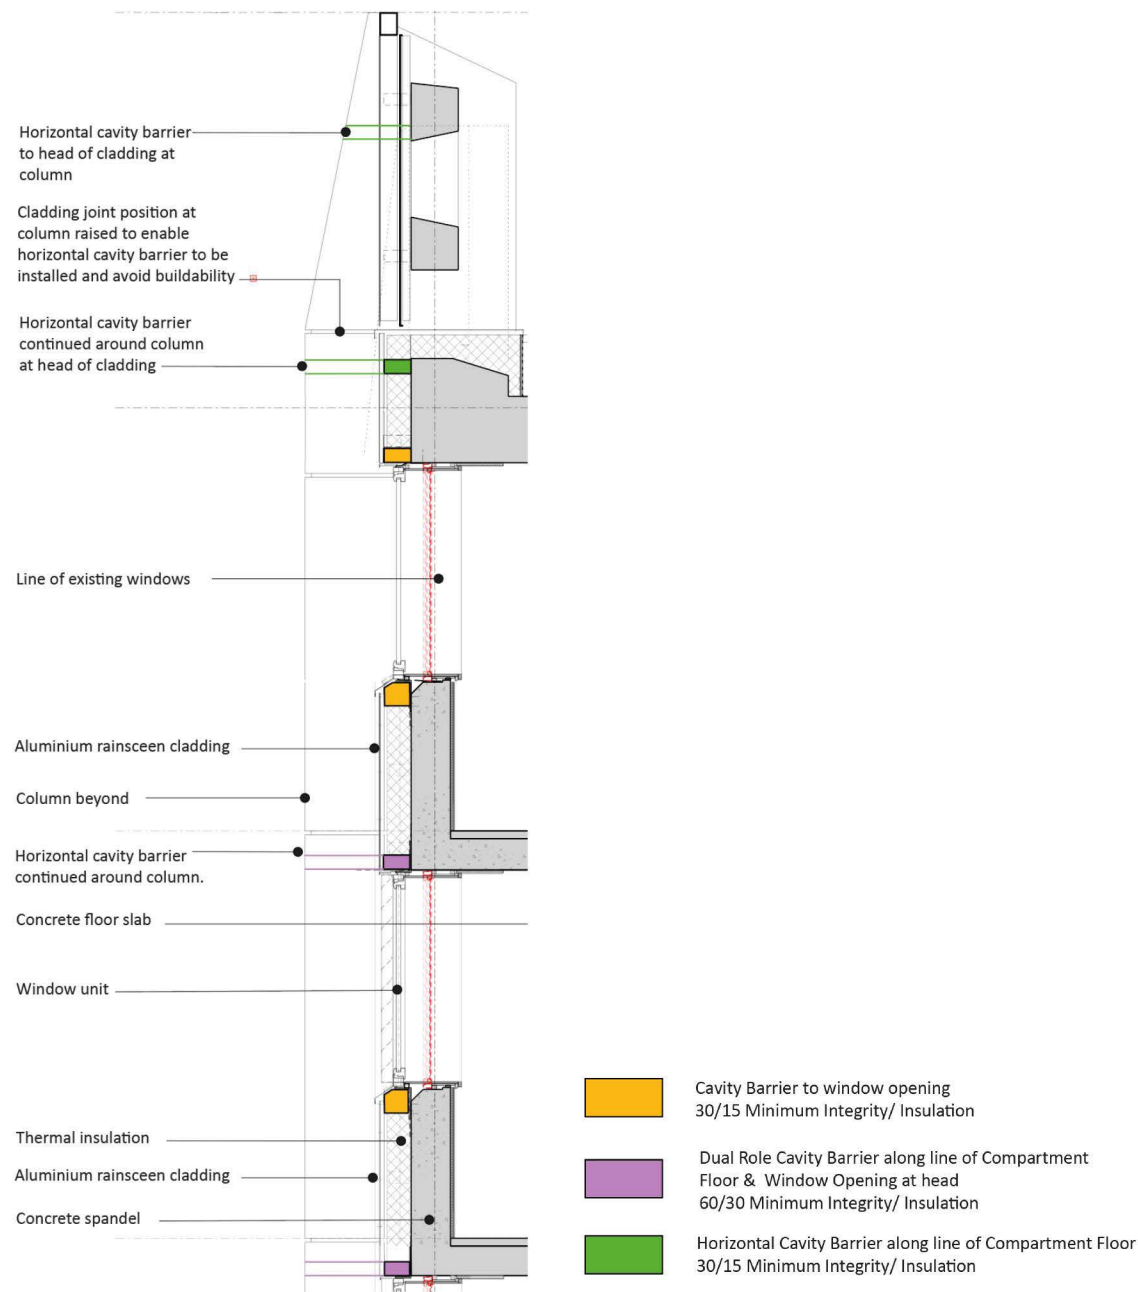 Horizontal cavity barrier
to head of cladding at
column
Cladding joint position at
column raised to enable
horizontal cavity barrier to be
installed and avoid buildability
Horizontal cavity barrier
continued around column
at head of cladding
Line of existing windows
Aluminium rainsceen cladding
Column beyond
Horizontal cavity barrier
continued around column.
Concrete floor slab
Window unit
Thermal insulation
Aluminium rainsceen cladding
Concrete spandel
Cavity Barrier to window opening
30/15 Minimum Integrity/ Insulation
Dual Role Cavity Barrier along line of Compartment
Floor & Window Opening at head
60/30 Minimum Integrity/ Insulation
Horizontal Cavity Barrier along line of Compartment Floor
30/15 Minimum Integrity/ Insulation